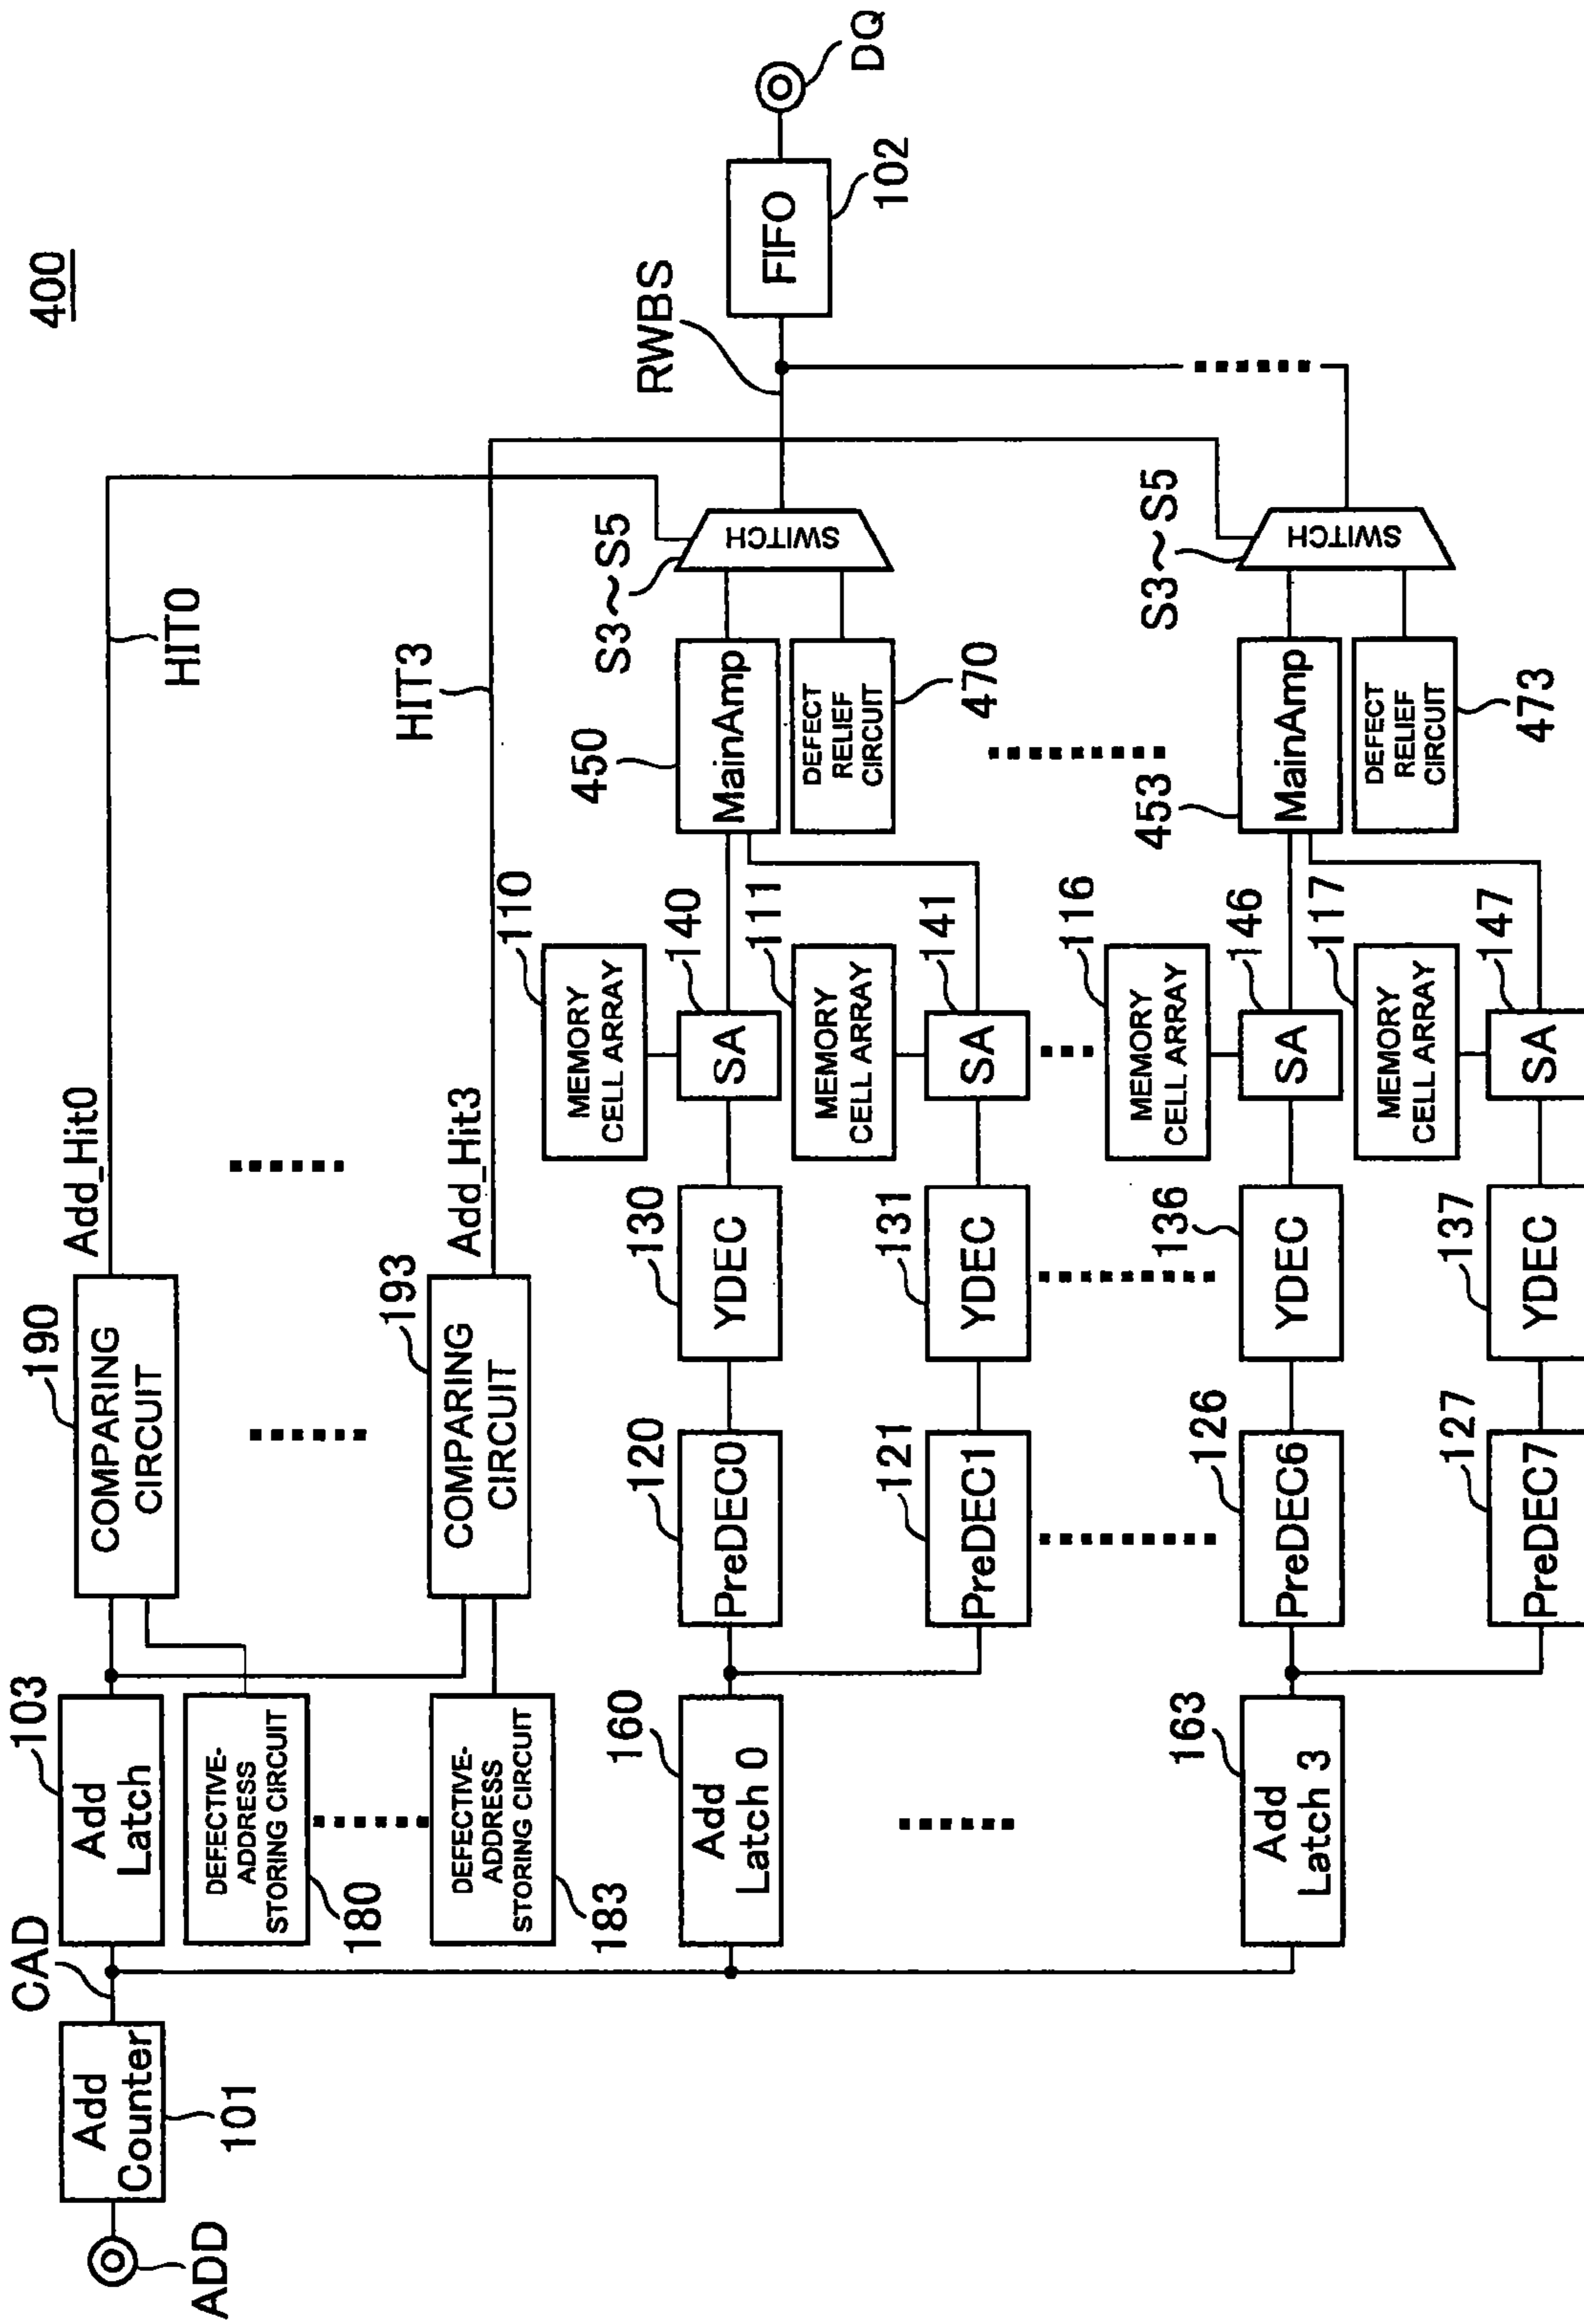 400
ADD
Add
Counter
101
CAD
Add
Latch
103
DEFECTIVE-
ADDRESS
STORING CIRCUIT
180
DEFECTIVE-
ADDRESS
STORING CIRCUIT
183
COMPARING
CIRCUIT
190
COMPARING
CIRCUIT
193
Add_Hit0
HIT0
Add_Hit3
HIT3
Add
Latch 0
160
PreDEC0
120
YDEC
130
SA
140
MEMORY
CELL ARRAY
110
MainAmp
450
DEFECT
RELIEF
CIRCUIT
470
SWITCH
S3~S5
RWBS
FIFO
102
DQ
PreDEC1
121
YDEC
131
SA
141
MEMORY
CELL ARRAY
111
Add
Latch 3
163
PreDEC6
126
YDEC
136
SA
146
MEMORY
CELL ARRAY
116
MainAmp
453
DEFECT
RELIEF
CIRCUIT
473
SWITCH
S3~S5
PreDEC7
127
YDEC
137
SA
147
MEMORY
CELL ARRAY
117